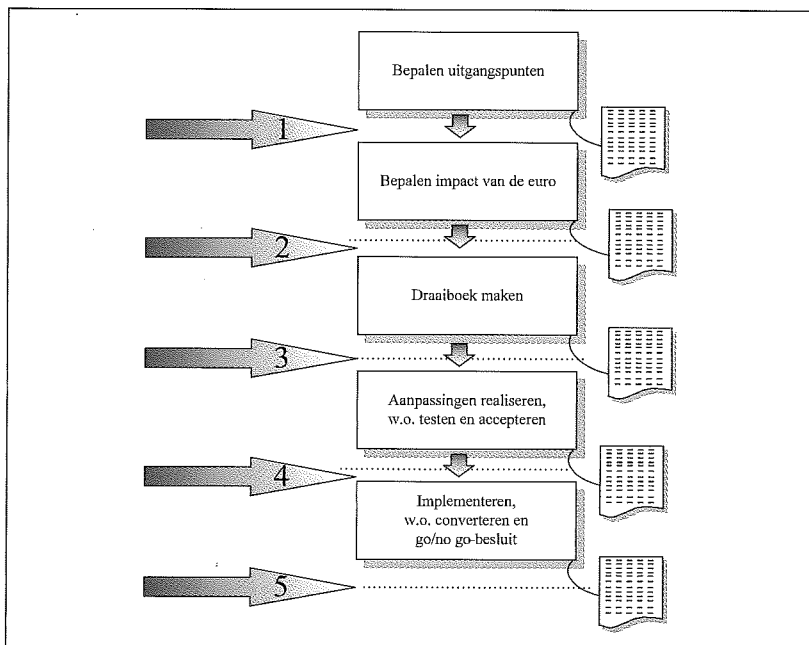 Bepalen uitgangspunten
1
Bepalen impact van de euro
2
Draaiboek maken
3
Aanpassingen realiseren,
w.o. testen en accepteren
4
Implementeren,
w.o. converteren en
go/no go-besluit
5